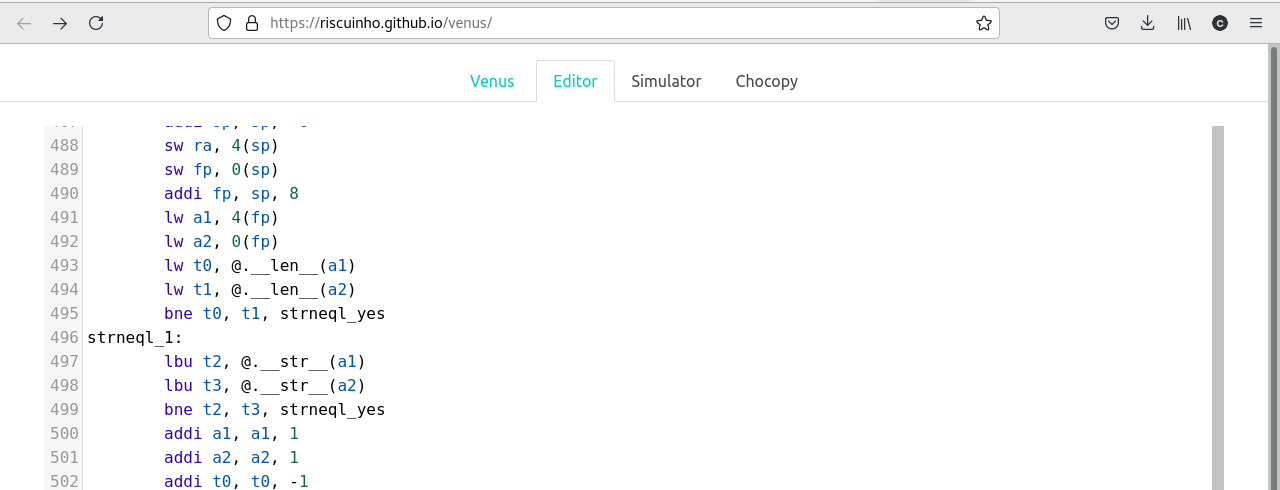 https://riscuinho.github.io/venus/
Venus Editor Simulator Chocopy
488 sw ra, 4(sp)
489 sw fp, 0(sp)
490 addi fp, sp, 8
491 lw a1, 4(fp)
492 lw a2, 0(fp)
493 lw t0, @.__len__(a1)
494 lw t1, @.__len__(a2)
495 bne t0, t1, strneql_yes
496 strneql_1:
497 lbu t2, @.__str__(a1)
498 lbu t3, @.__str__(a2)
499 bne t2, t3, strneql_yes
500 addi a1, a1, 1
501 addi a2, a2, 1
502 addi t0, t0, -1